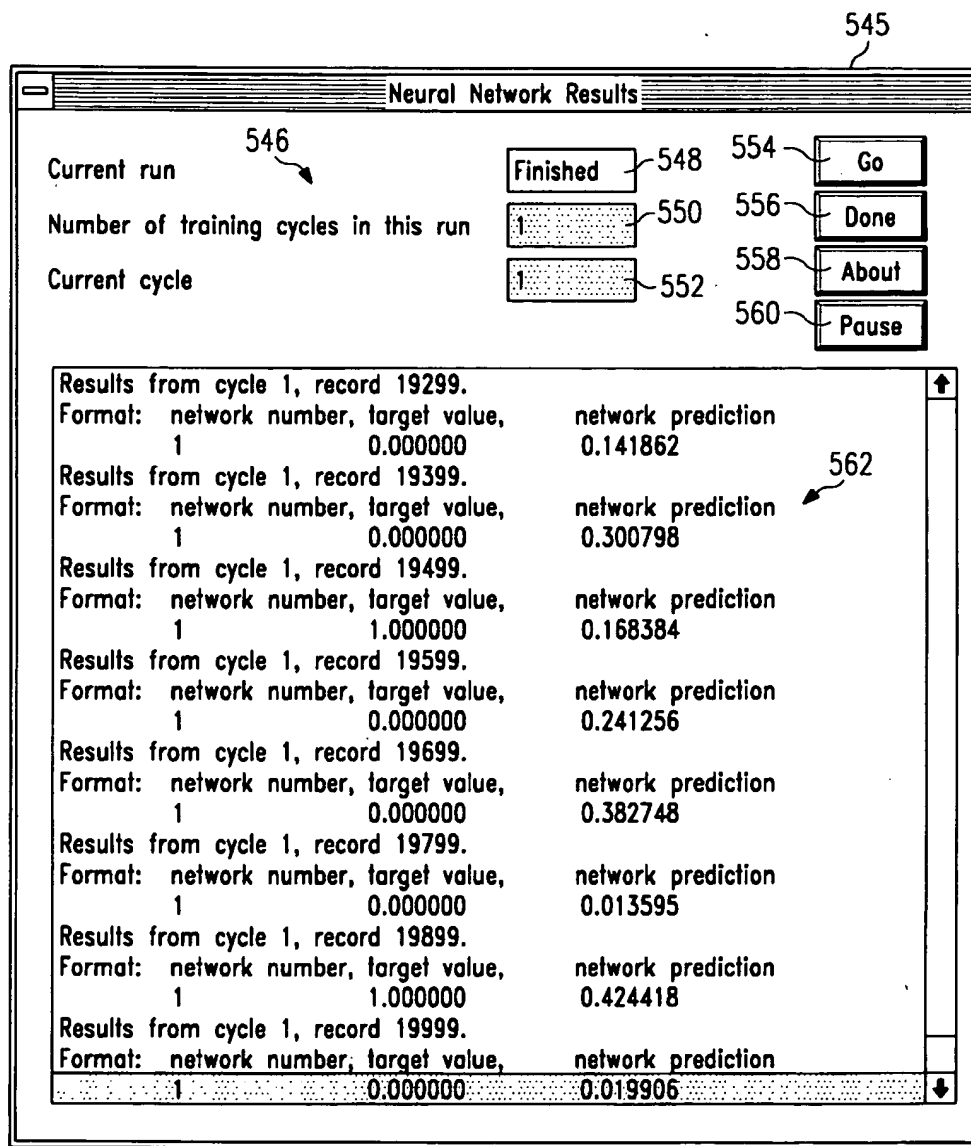 545
Neural Network Results
546
Current run Finished 548 554 Go
Number of training cycles in this run 1 550 556 Done
Current cycle 1 552 558 About
560 Pause
Results from cycle 1, record 19299.
Format: network number, target value, network prediction
1 0.000000 0.141862
Results from cycle 1, record 19399.
562
Format: network number, target value, network prediction
1 0.000000 0.300798
Results from cycle 1, record 19499.
Format: network number, target value, network prediction
1 1.000000 0.168384
Results from cycle 1, record 19599.
Format: network number, target value, network prediction
1 0.000000 0.241256
Results from cycle 1, record 19699.
Format: network number, target value, network prediction
1 0.000000 0.382748
Results from cycle 1, record 19799.
Format: network number, target value, network prediction
1 0.000000 0.013595
Results from cycle 1, record 19899.
Format: network number, target value, network prediction
1 1.000000 0.424418
Results from cycle 1, record 19999.
Format: network number, target value, network prediction
1 0.000000 0.019906